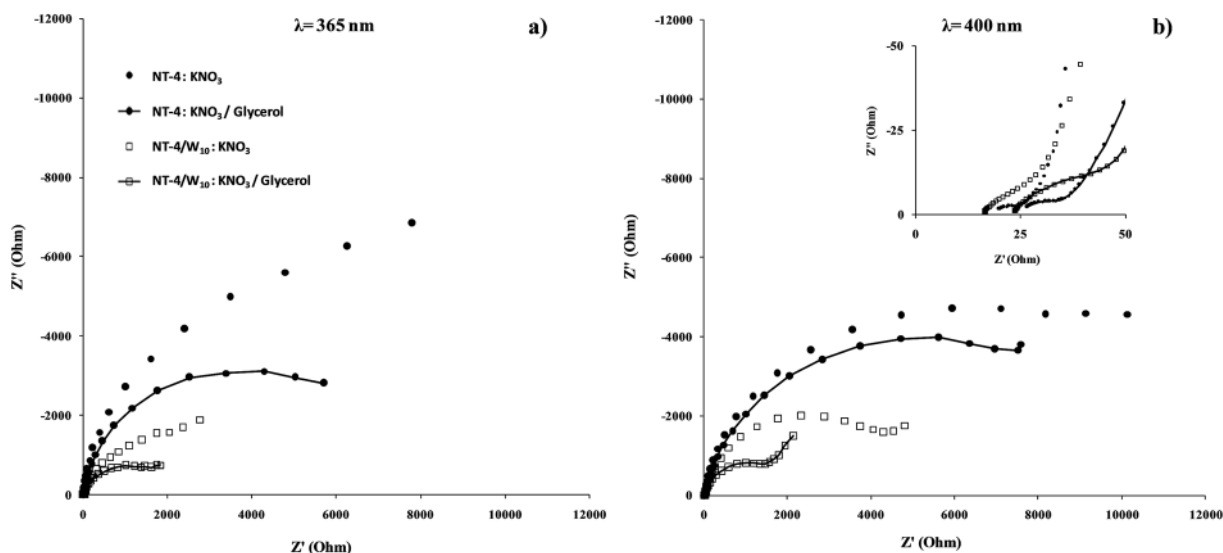 λ= 365 nm
a)
-12000
-10000
-8000
-6000
-4000
-2000
0
Z'' (Ohm)
NT-4: KNO₃
NT-4: KNO₃ / Glycerol
NT-4/W₁₀: KNO₃
NT-4/W₁₀: KNO₃ / Glycerol
0 2000 4000 6000 8000 10000 12000
Z' (Ohm)
λ= 400 nm
b)
-12000
-10000
-8000
-6000
-4000
-2000
0
Z'' (Ohm)
-50
-25
0
Z'' (Ohm)
0 25 50
Z' (Ohm)
0 2000 4000 6000 8000 10000 12000
Z' (Ohm)